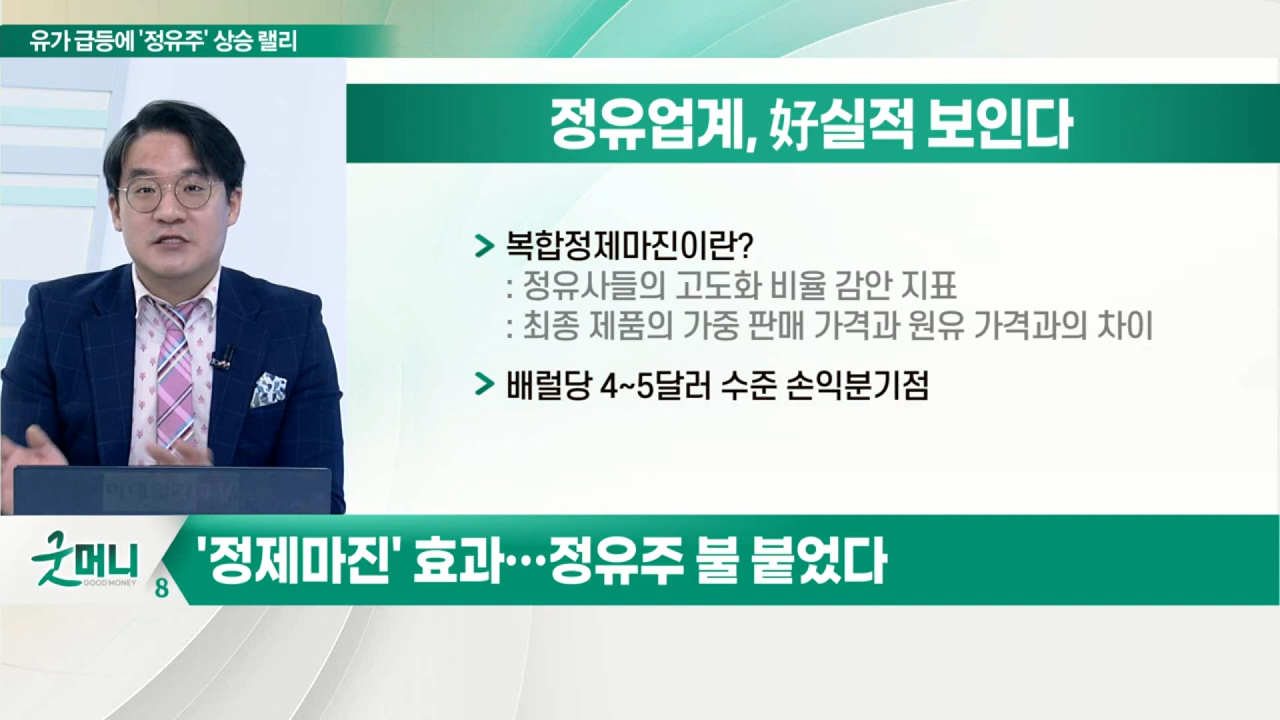 유가 급등에 '정유주' 상승 랠리
정유업계, 好실적 보인다
복합정제마진이란?
: 정유사들의 고도화 비율 감안 지표
: 최종 제품의 가중 판매 가격과 원유 가격과의 차이
배럴당 4~5달러 수준 손익분기점
굿머니
GOOD MONEY
8
'정제마진' 효과…정유주 불 붙었다